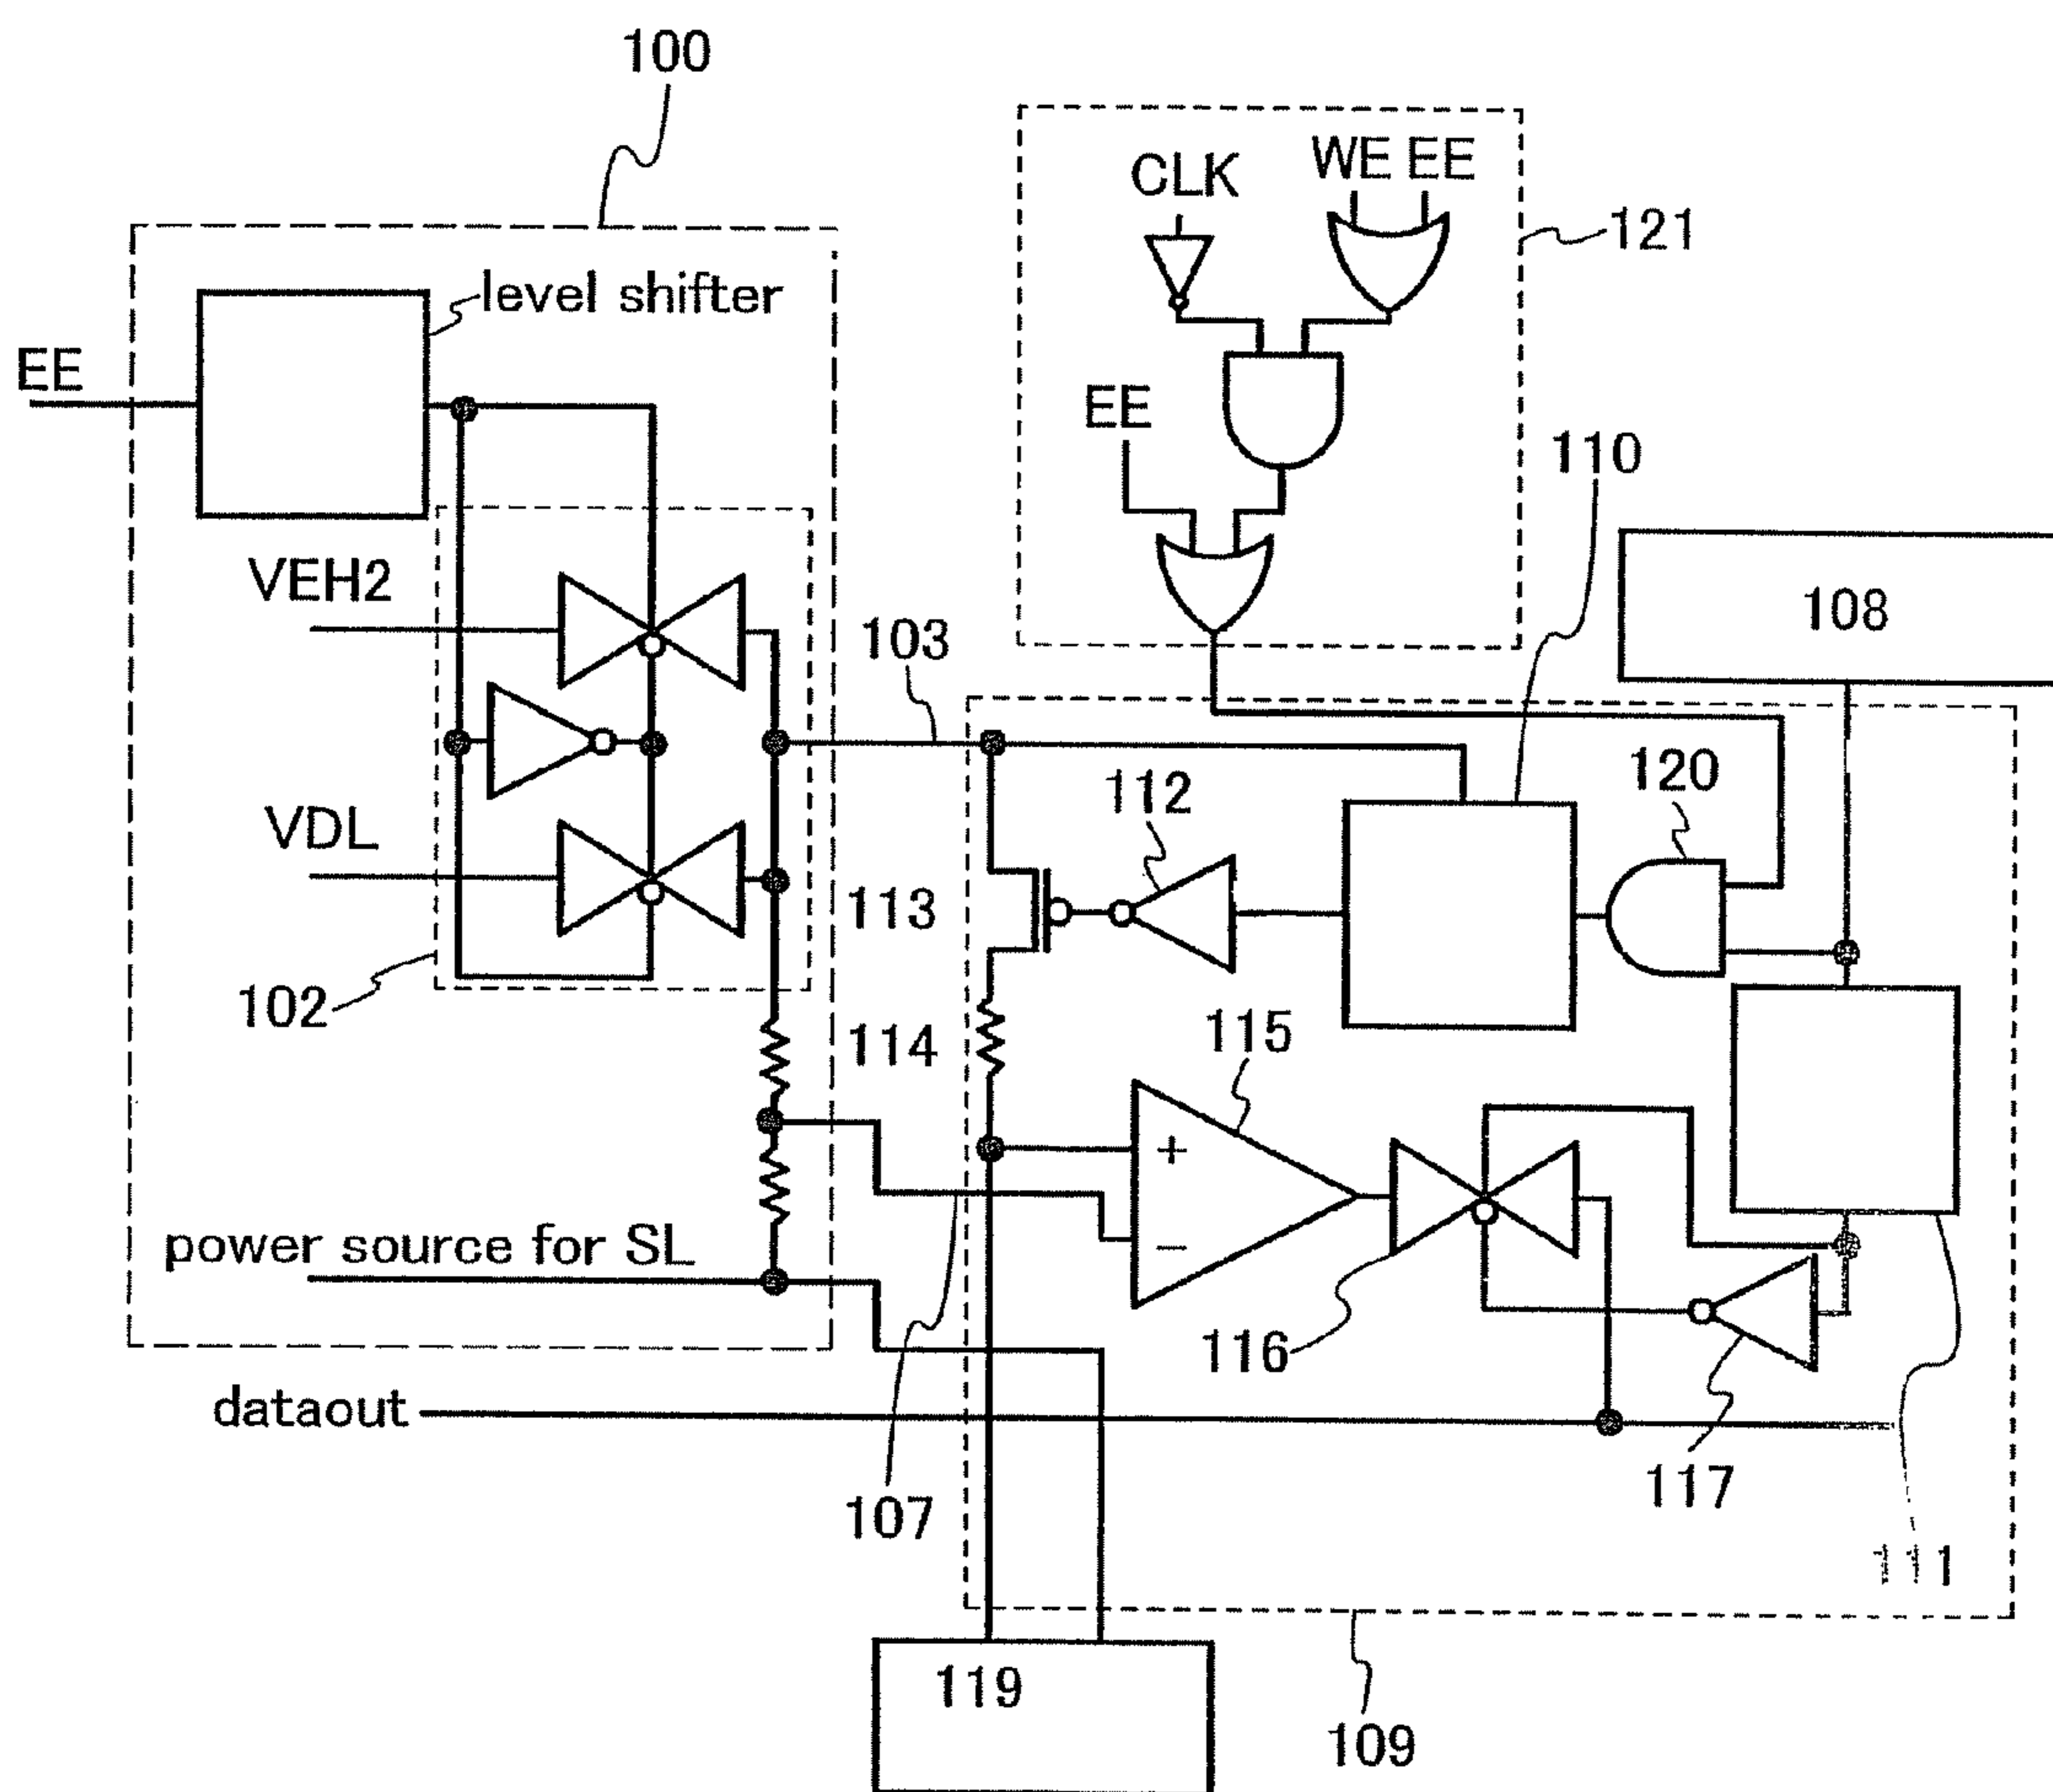 100
CLK
WE EE
121
level shifter
EE
EE
110
VEH2
103
108
112
120
VDL
113
102
114
115
power source for SL
116
dataout
107
117
111
119
109